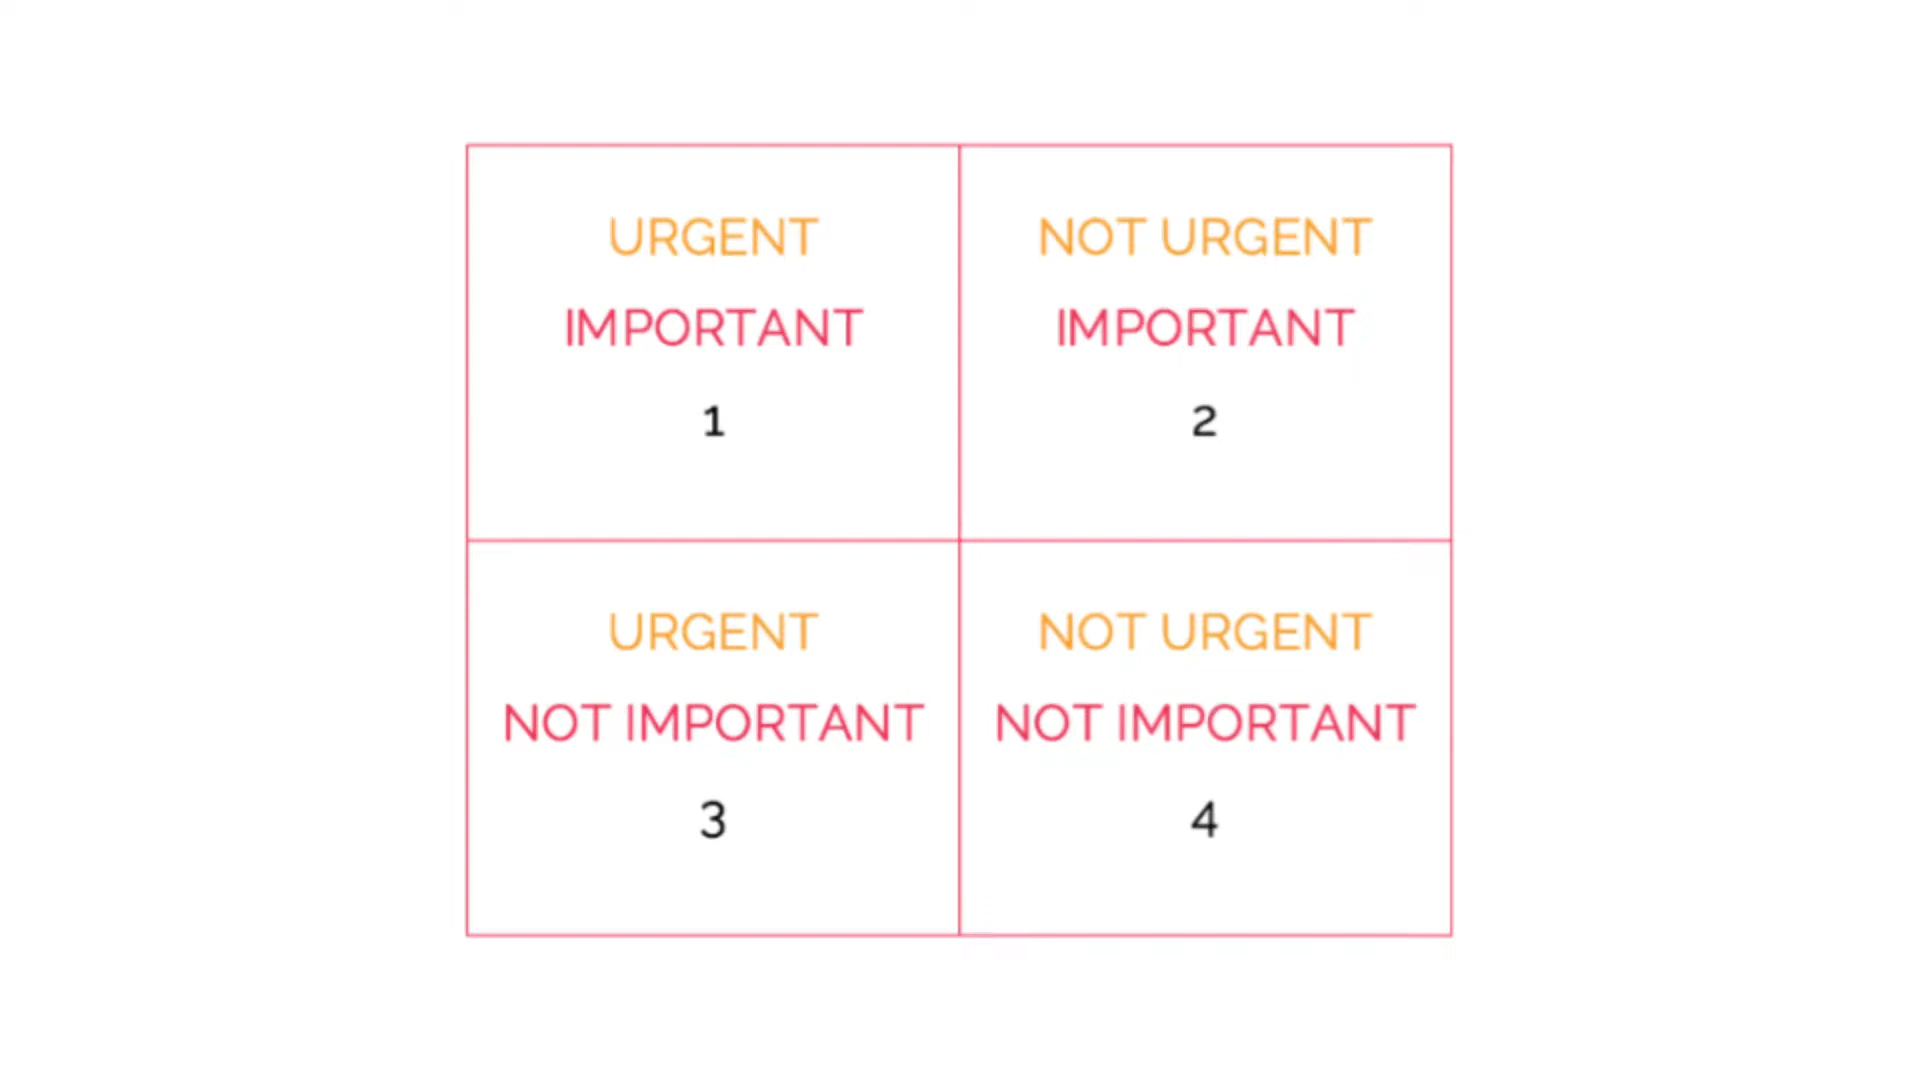 URGENT
IMPORTANT
1
NOT URGENT
IMPORTANT
2
URGENT
NOT IMPORTANT
3
NOT URGENT
NOT IMPORTANT
4